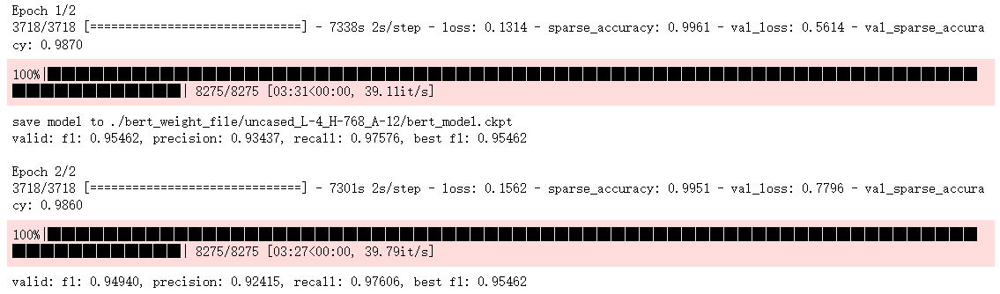 Epoch 1/2
3718/3718 [==============================] - 7338s 2s/step - loss: 0.1314 - sparse_accuracy: 0.9961 - val_loss: 0.5614 - val_sparse_accura
cy: 0.9870
100%|
| 8275/8275 [03:31<00:00, 39.11it/s]
save model to ./bert_weight_file/uncased_L-4_H-768_A-12/bert_model.ckpt
valid: f1: 0.95462, precision: 0.93437, recall: 0.97576, best f1: 0.95462
Epoch 2/2
3718/3718 [==============================] - 7301s 2s/step - loss: 0.1562 - sparse_accuracy: 0.9951 - val_loss: 0.7796 - val_sparse_accura
cy: 0.9860
100%|
| 8275/8275 [03:27<00:00, 39.79it/s]
valid: f1: 0.94940, precision: 0.92415, recall: 0.97606, best f1: 0.95462